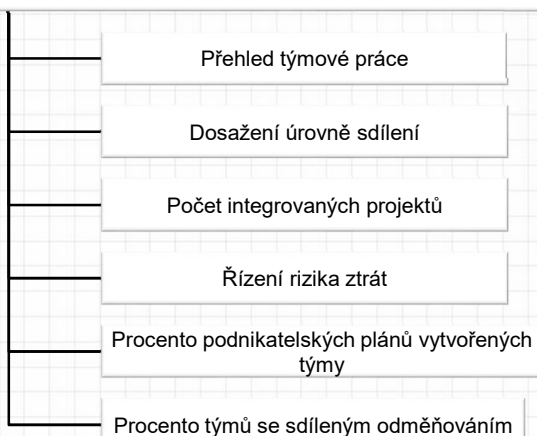 Přehled týmové práce
Dosažení úrovně sdílení
Počet integrovaných projektů
Řízení rizika ztrát
Procento podnikatelských plánů vytvořených
týmy
Procento týmů se sdíleným odměňováním